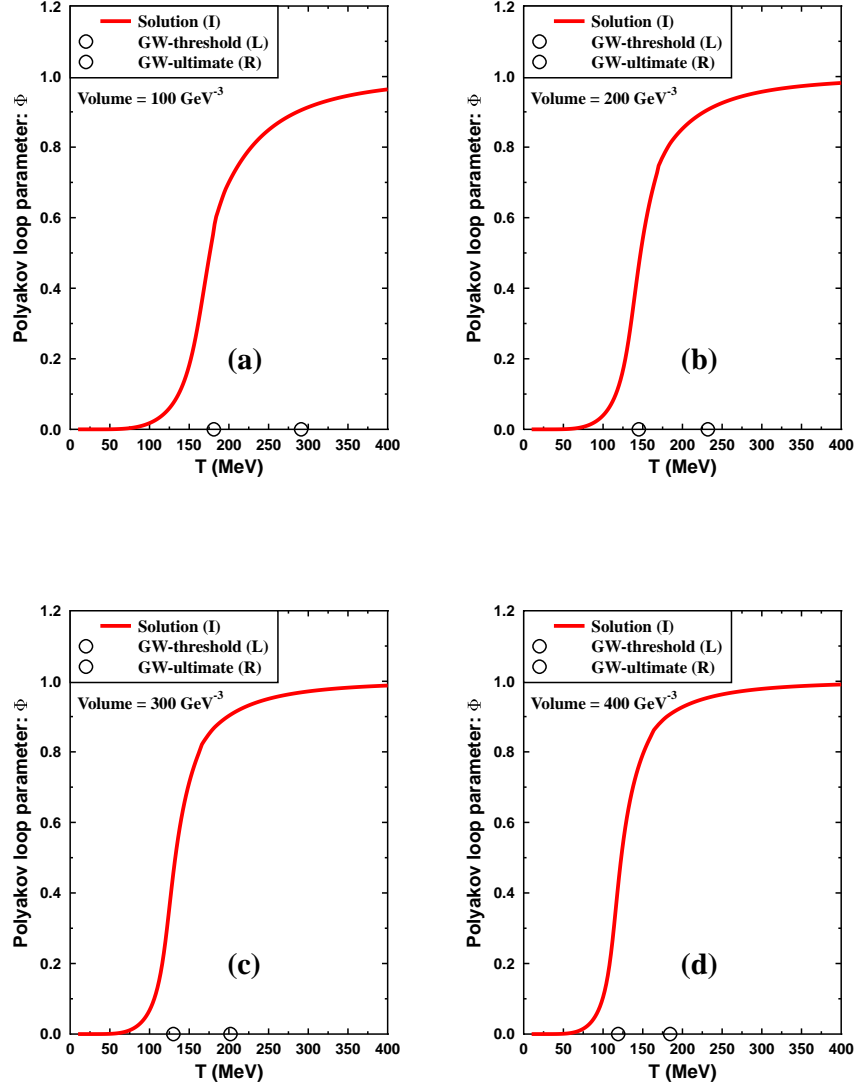 Solution (I)
GW-threshold (L)
GW-ultimate (R)
Volume = 100 GeV-3
(a)
Polyakov loop parameter: Φ
1.2
1.0
0.8
0.6
0.4
0.2
0.0
0 50 100 150 200 250 300 350 400
T (MeV)
Solution (I)
GW-threshold (L)
GW-ultimate (R)
Volume = 200 GeV-3
(b)
Polyakov loop parameter: Φ
1.2
1.0
0.8
0.6
0.4
0.2
0.0
0 50 100 150 200 250 300 350 400
T (MeV)
Solution (I)
GW-threshold (L)
GW-ultimate (R)
Volume = 300 GeV-3
(c)
Polyakov loop parameter: Φ
1.2
1.0
0.8
0.6
0.4
0.2
0.0
0 50 100 150 200 250 300 350 400
T (MeV)
Solution (I)
GW-threshold (L)
GW-ultimate (R)
Volume = 400 GeV-3
(d)
Polyakov loop parameter: Φ
1.2
1.0
0.8
0.6
0.4
0.2
0.0
0 50 100 150 200 250 300 350 400
T (MeV)